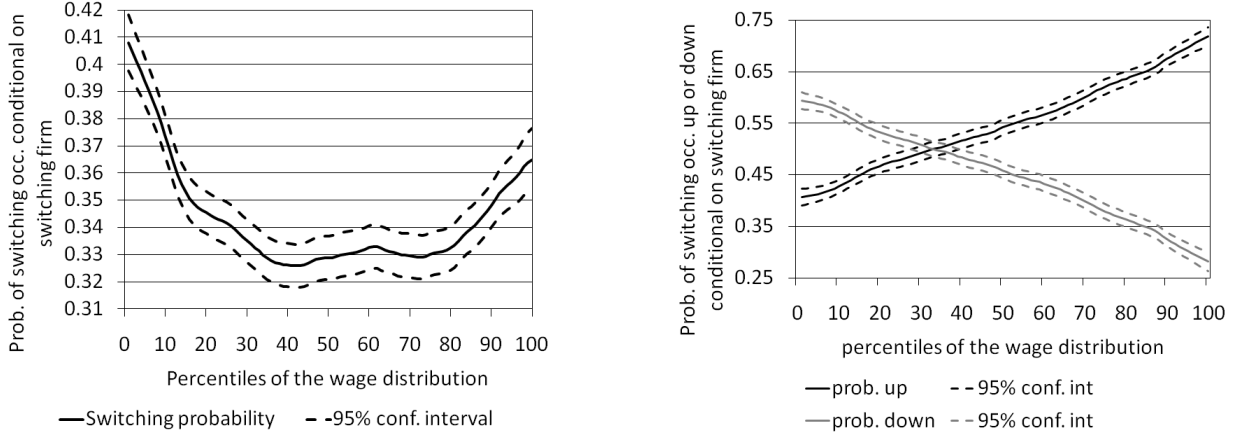 Prob. of switching occ. conditional on
switching firm
0.42
0.41
0.4
0.39
0.38
0.37
0.36
0.35
0.34
0.33
0.32
0.31
0 10 20 30 40 50 60 70 80 90 100
Percentiles of the wage distribution
Switching probability -95% conf. interval
Prob. of switching occ. up or down
conditional on switching firm
0.75
0.65
0.55
0.45
0.35
0.25
0 10 20 30 40 50 60 70 80 90 100
percentiles of the wage distribution
prob. up 95% conf. int
prob. down 95% conf. int